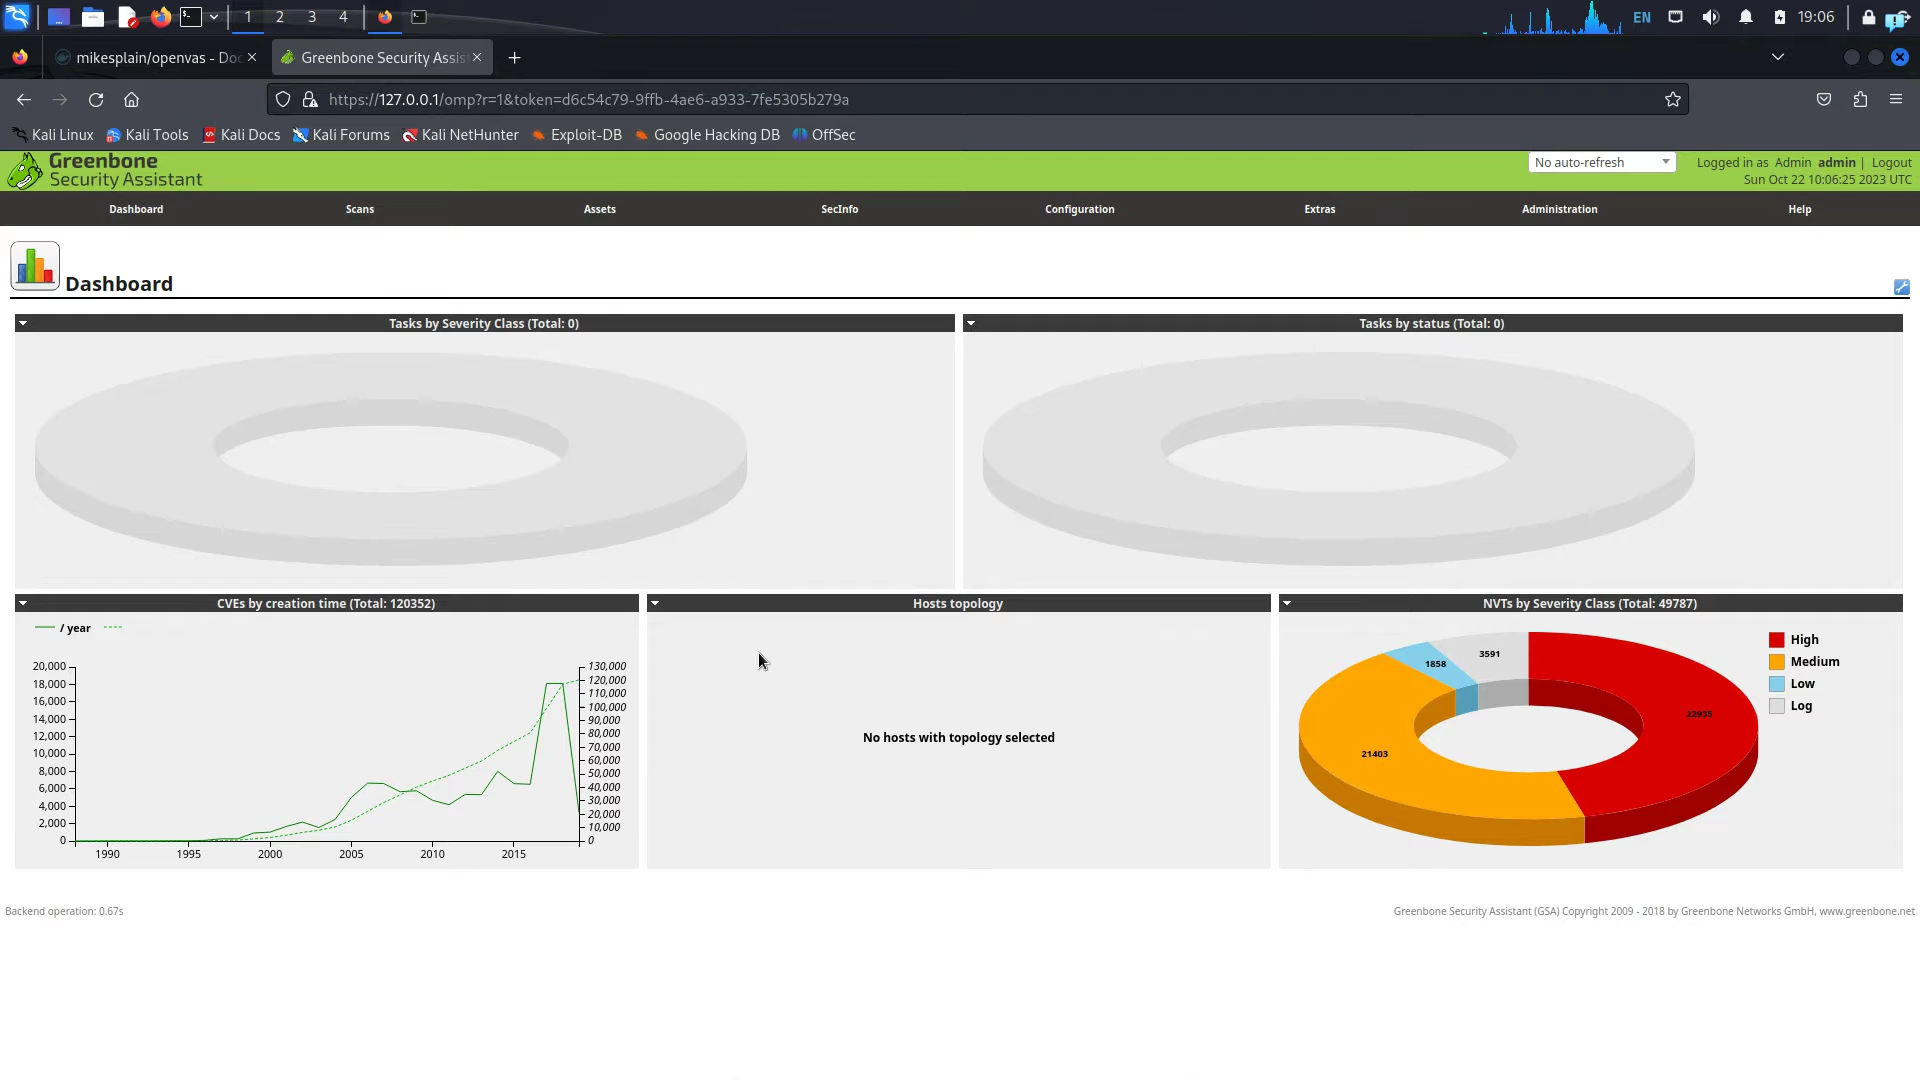 1 2 3 4 EN 19:06
mikesplain/openvas - Doc Greenbone Security Assis
https://127.0.0.1/omp?r=1&token=d6c54c79-9ffb-4ae6-a933-7fe5305b279a
Kali Linux Kali Tools Kali Docs Kali Forums Kali NetHunter Exploit-DB Google Hacking DB OffSec
Greenbone
Security Assistant
No auto-refresh
Logged in as Admin admin | Logout
Sun Oct 22 10:06:25 2023 UTC
Dashboard Scans Assets SecInfo Configuration Extras Administration Help
Dashboard
Tasks by Severity Class (Total: 0)
Tasks by status (Total: 0)
CVEs by creation time (Total: 120352)
/ year
20,000
18,000
16,000
14,000
12,000
10,000
8,000
6,000
4,000
2,000
0
130,000
120,000
110,000
100,000
90,000
80,000
70,000
60,000
50,000
40,000
30,000
20,000
10,000
0
1990 1995 2000 2005 2010 2015
Hosts topology
No hosts with topology selected
NVTs by Severity Class (Total: 49787)
3591
1858
22935
21403
High
Medium
Low
Log
Backend operation: 0.67s
Greenbone Security Assistant (GSA) Copyright 2009 - 2018 by Greenbone Networks GmbH, www.greenbone.net